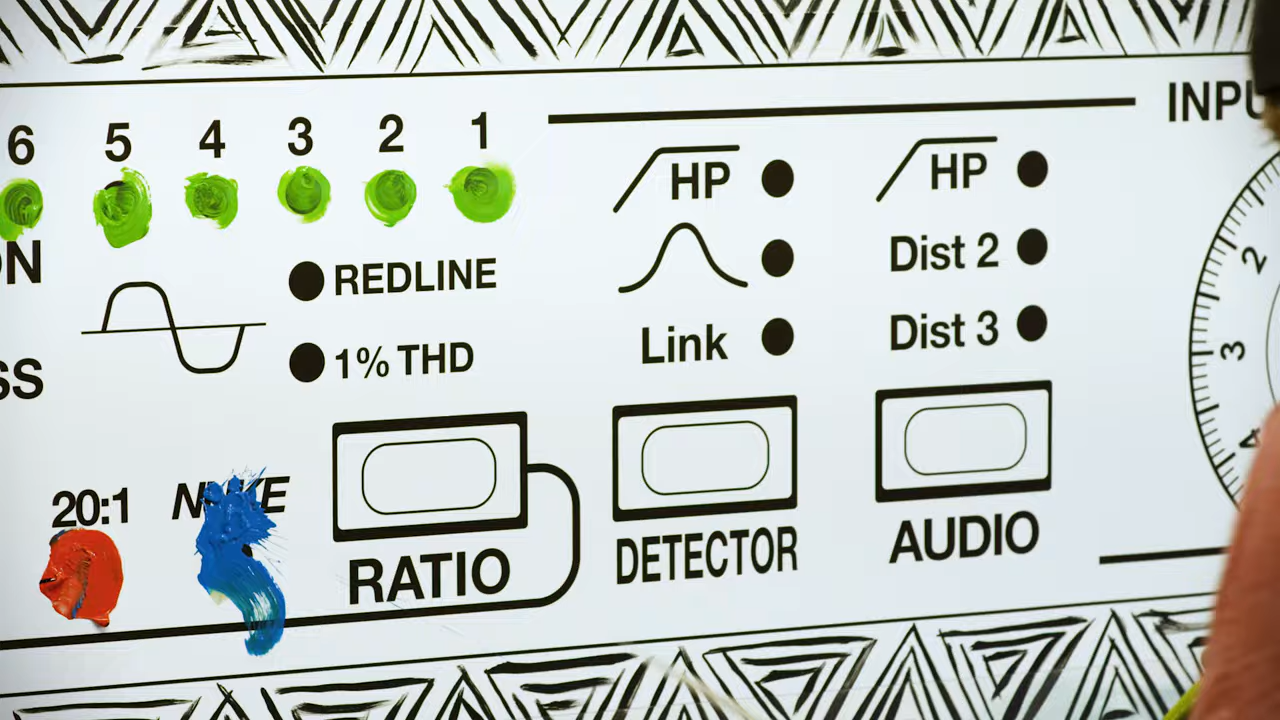 6 5 4 3 2 1
INPU
HP
HP
ON
REDLINE
Dist 2
2
SS
1% THD
Link
Dist 3
3
4
20:1
RATIO
DETECTOR
AUDIO